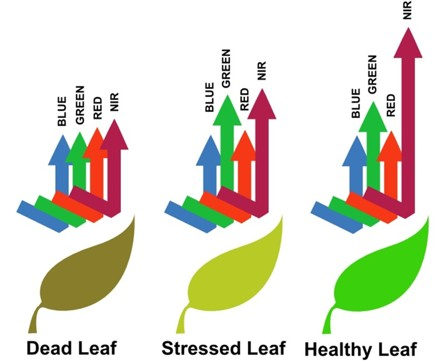 BLUE
GREEN
RED
NIR
BLUE
GREEN
RED
NIR
BLUE
GREEN
RED
NIR
Dead Leaf
Stressed Leaf
Healthy Leaf